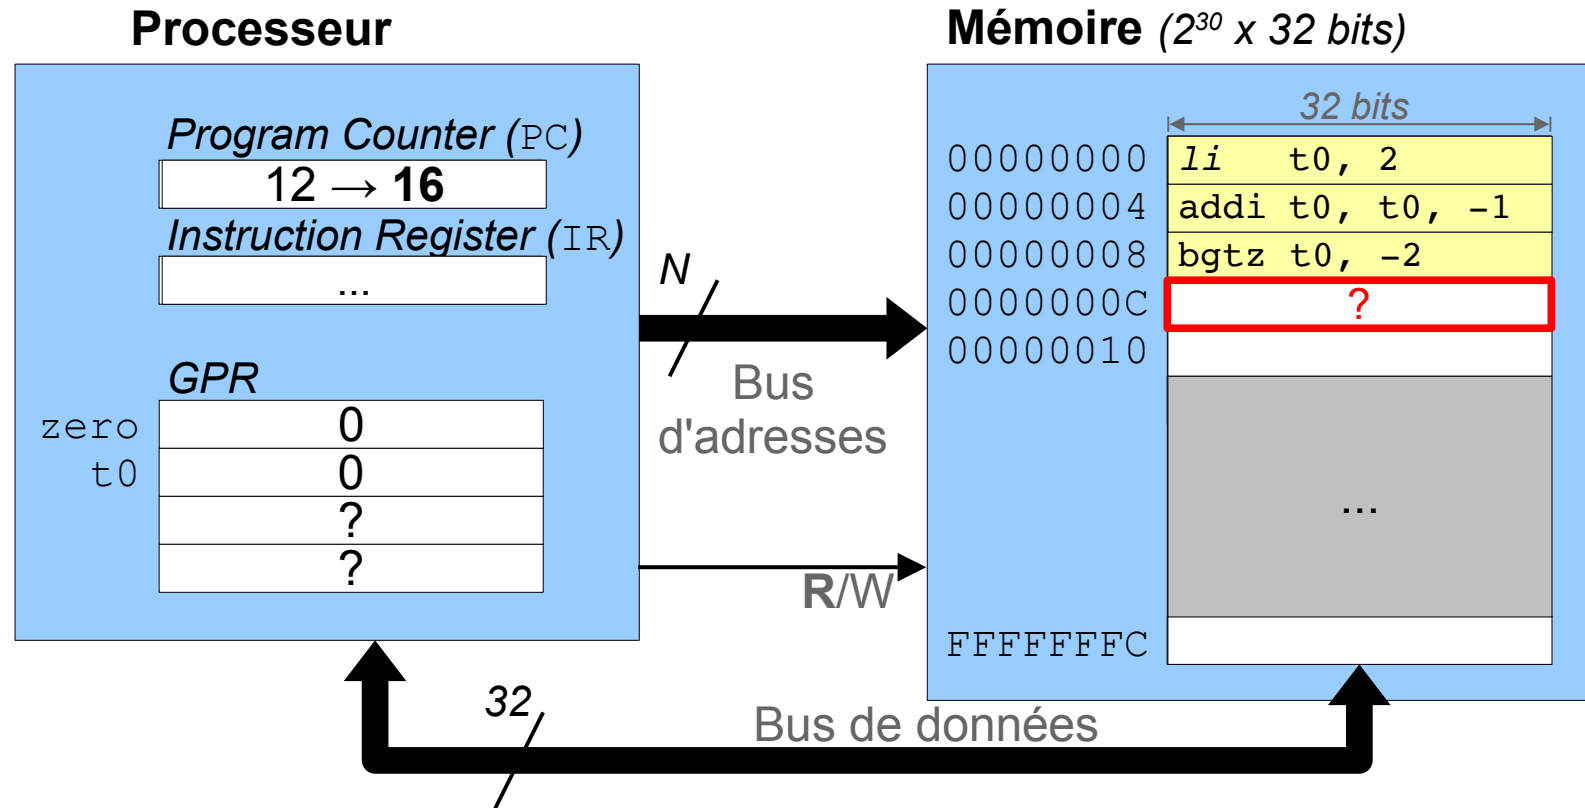 Processeur
Mémoire (2³⁰ x 32 bits)
Program Counter (PC)
12 → 16
Instruction Register (IR)
...
GPR
zero 0
t0 0
?
?
N
Bus
d'adresses
R/W
32
Bus de données
32 bits
00000000 li t0, 2
00000004 addi t0, t0, -1
00000008 bgtz t0, -2
0000000C ?
00000010
...
FFFFFFFC